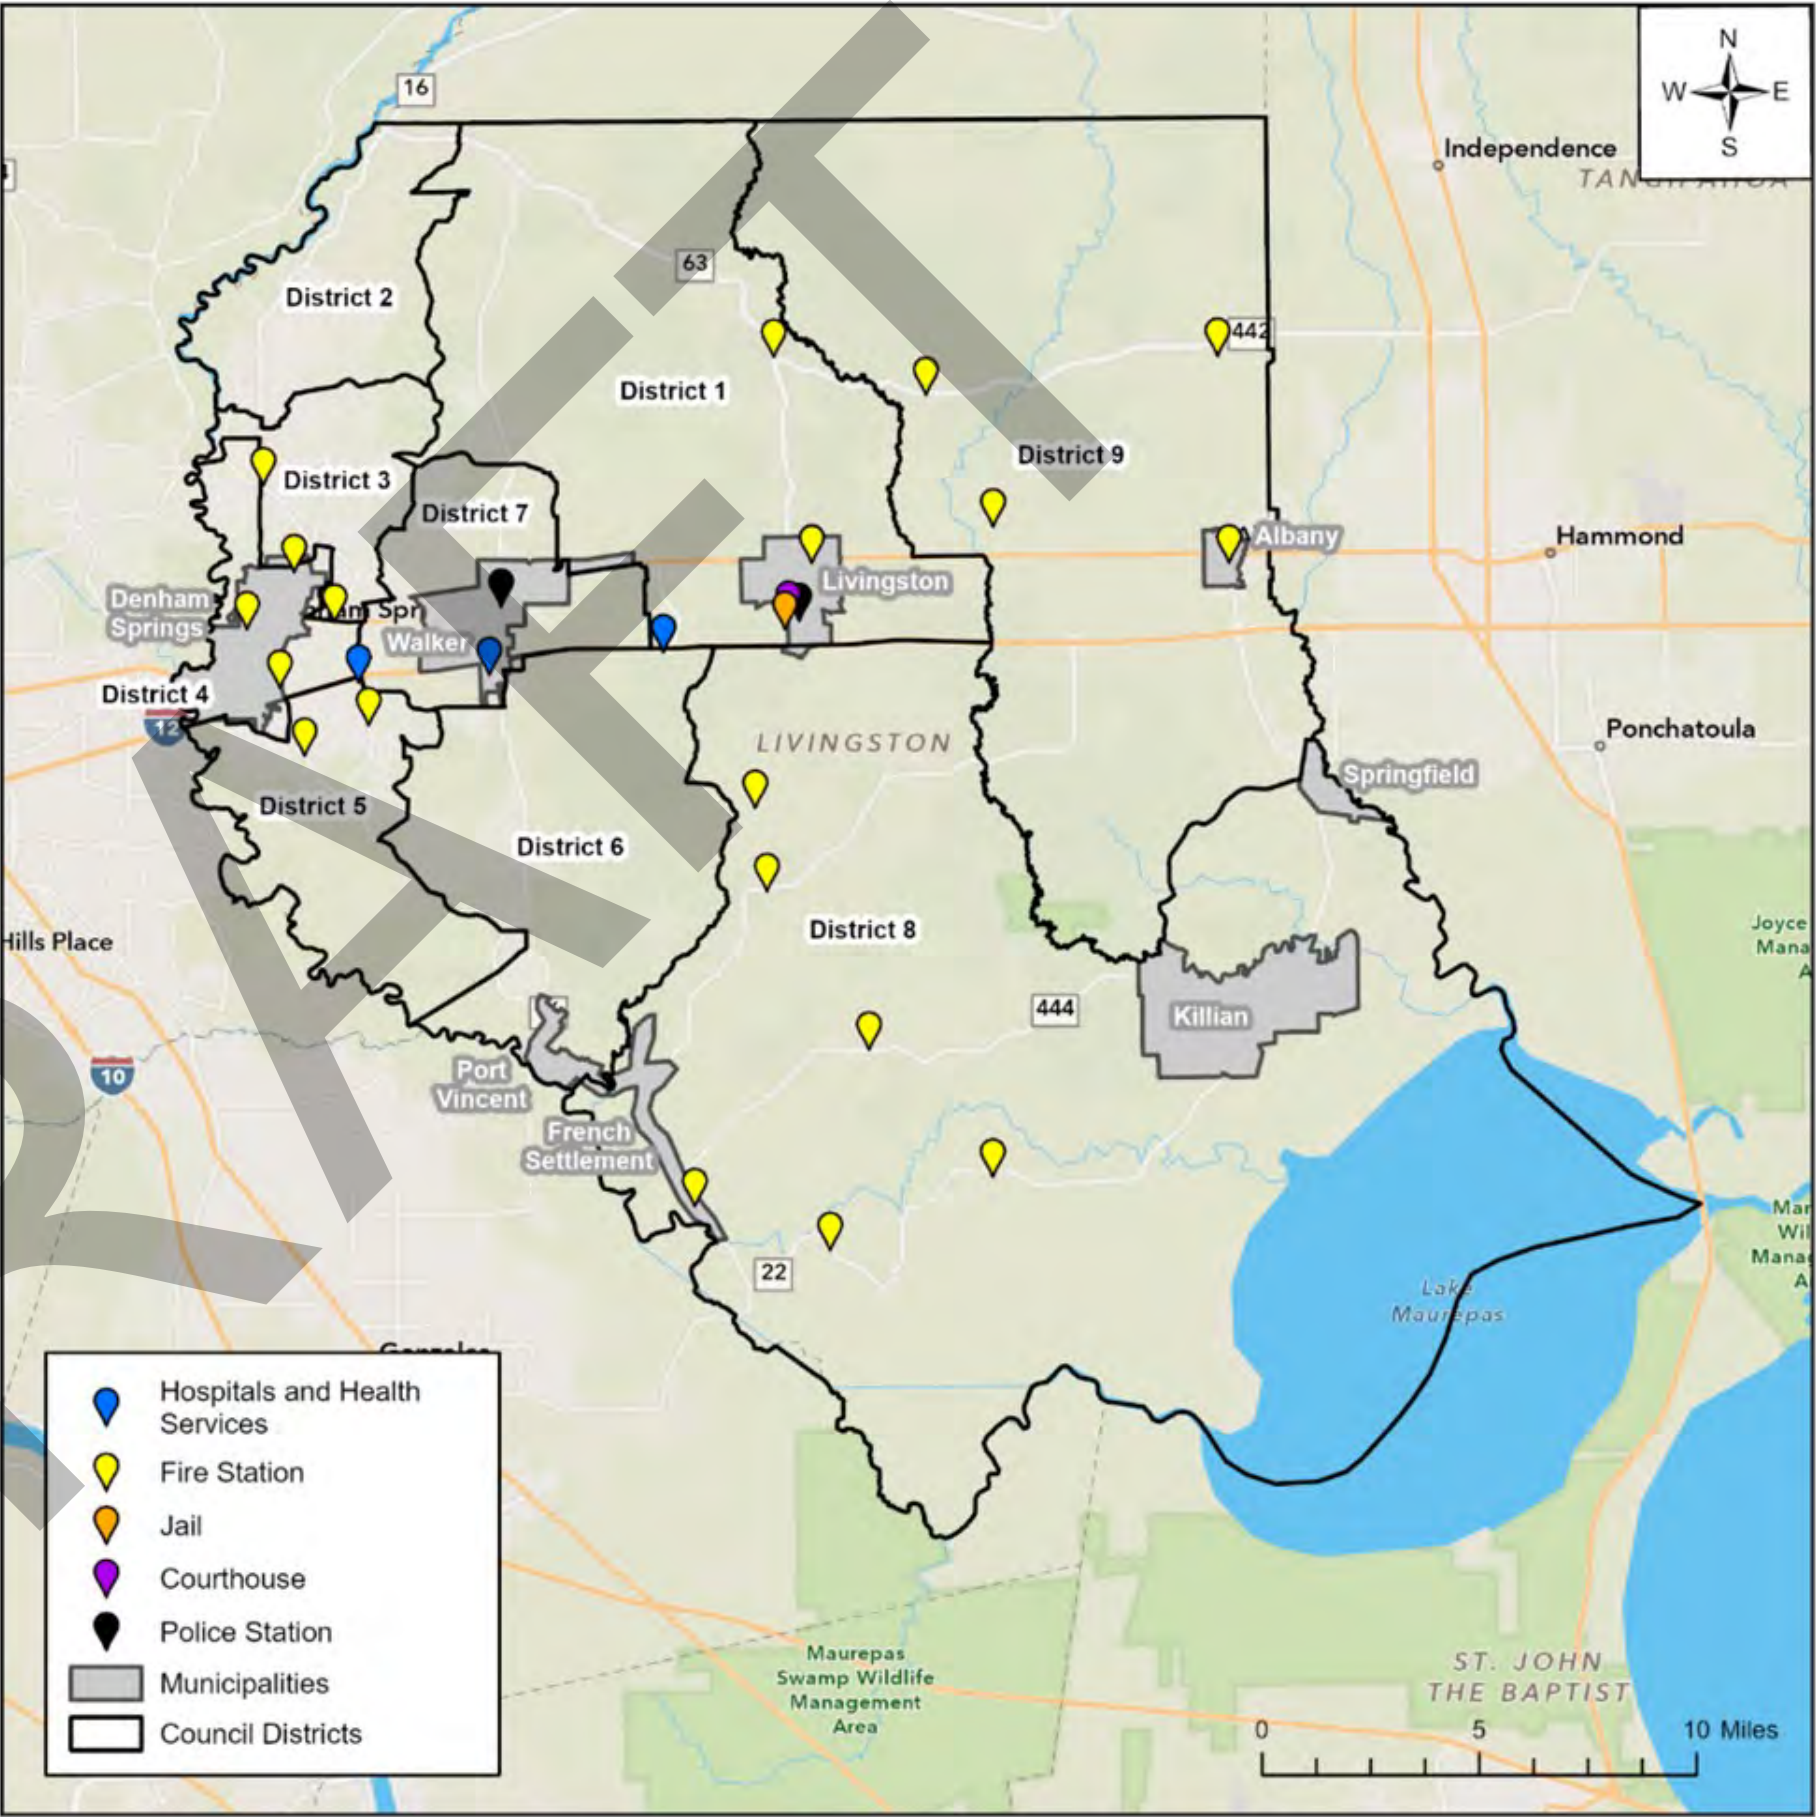 N
W E
S
16
Independence
63
District 2
442
District 1
District 9
District 3
District 7
Albany
Hammond
Livingston
Denham
Springs
Walker
District 4
12
Ponchatoula
LIVINGSTON
Springfield
District 5
District 6
District 8
Hills Place
Joyce
444
Killian
10
Port
Vincent
French
Settlement
22
Lake
Maurepas
Hospitals and Health
Services
Fire Station
Jail
Courthouse
Police Station
Municipalities
Council Districts
Maurepas
Swamp Wildlife
Management
Area
ST. JOHN
THE BAPTIST
0 5 10 Miles